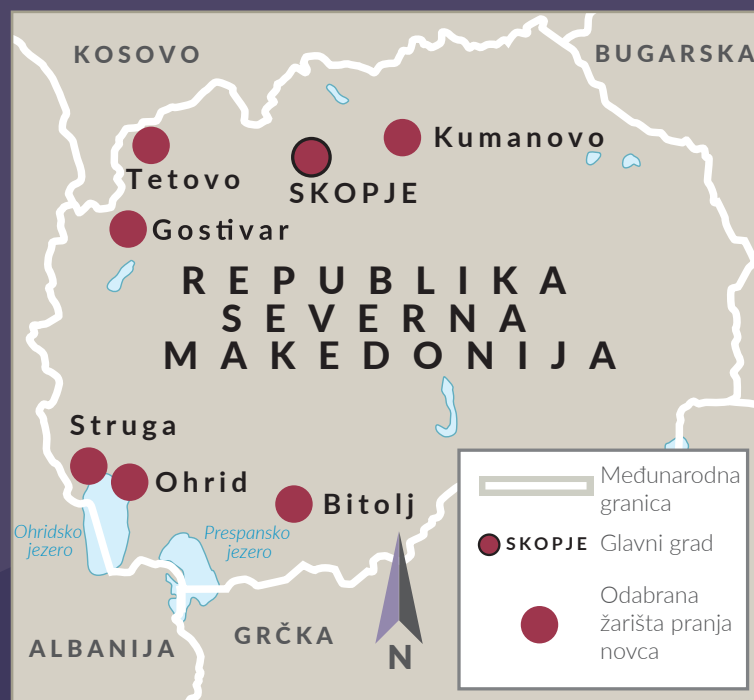 KOSOVO
BUGARSKA
Kumanovo
Tetovo
SKOPJE
Gostivar
REPUBLIKA
SEVERNA
MAKEDONIJA
Struga
Ohrid
Bitolj
Ohridsko
jezero
Prespansko
jezero
ALBANIJA
GRČKA
N
Međunarodna
granica
SKOPJE Glavni grad
Odabrana
žarišta pranja
novca